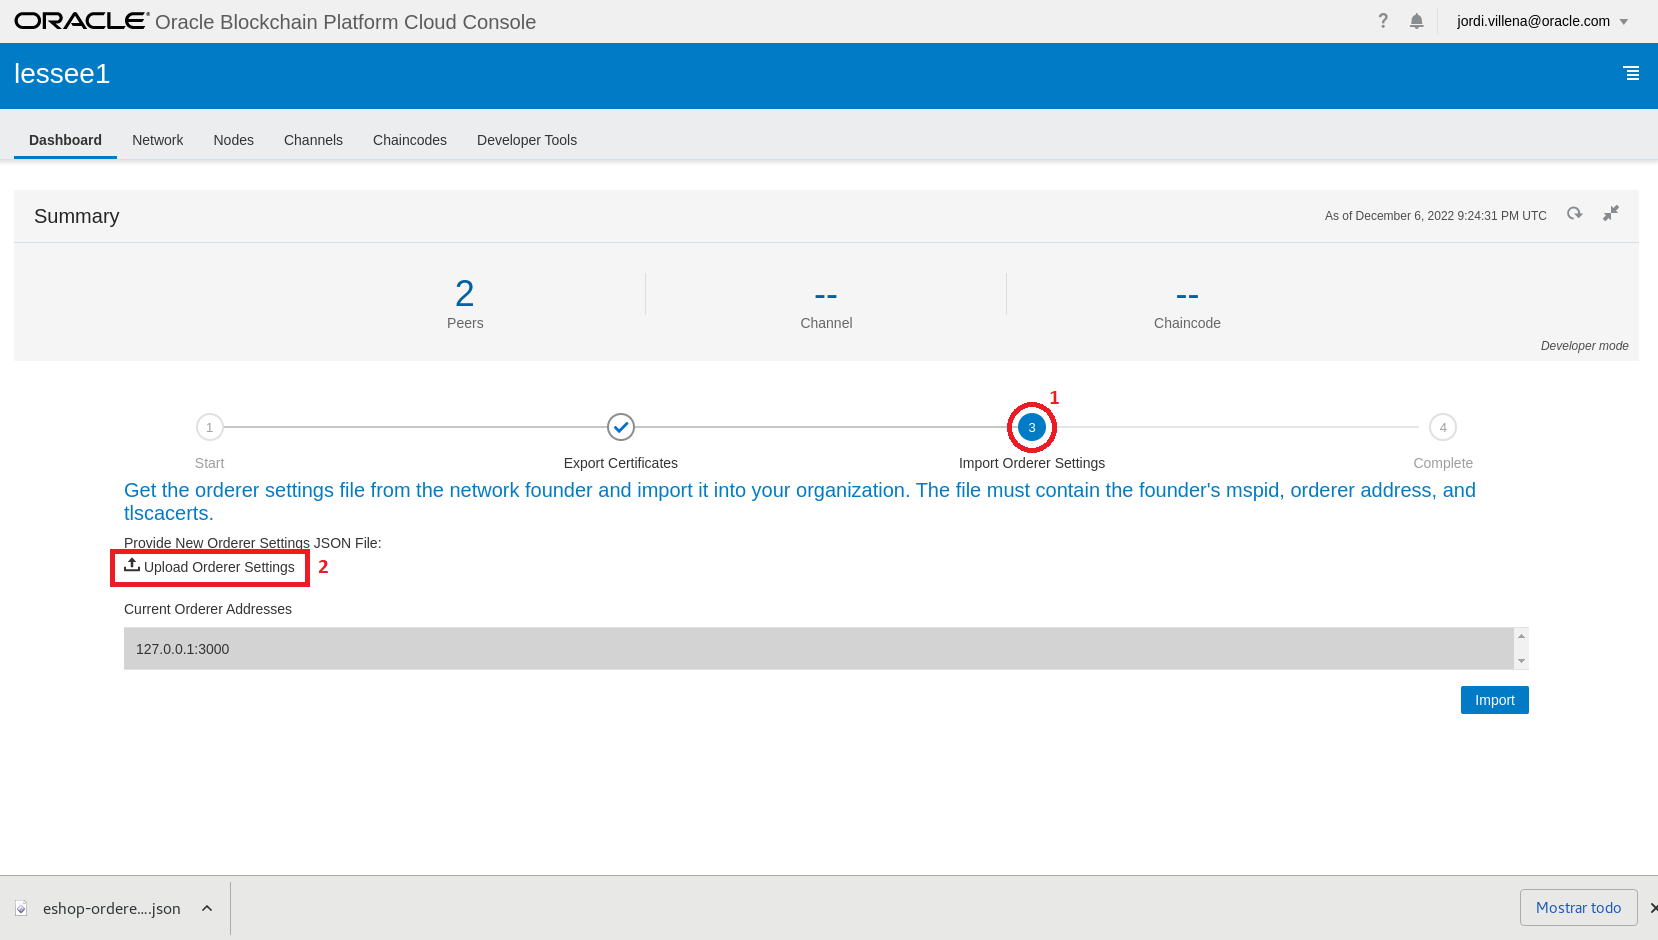 ORACLE® Oracle Blockchain Platform Cloud Console
? jordi.villena@oracle.com
lessee1
Dashboard Network Nodes Channels Chaincodes Developer Tools
Summary
As of December 6, 2022 9:24:31 PM UTC
2 -- --
Peers Channel Chaincode
Developer mode
1
1 3 4
Start Export Certificates Import Orderer Settings Complete
Get the orderer settings file from the network founder and import it into your organization. The file must contain the founder's mspid, orderer address, and
tlscacerts.
Provide New Orderer Settings JSON File:
Upload Orderer Settings 2
Current Orderer Addresses
127.0.0.1:3000
Import
eshop-ordere....json Mostrar todo